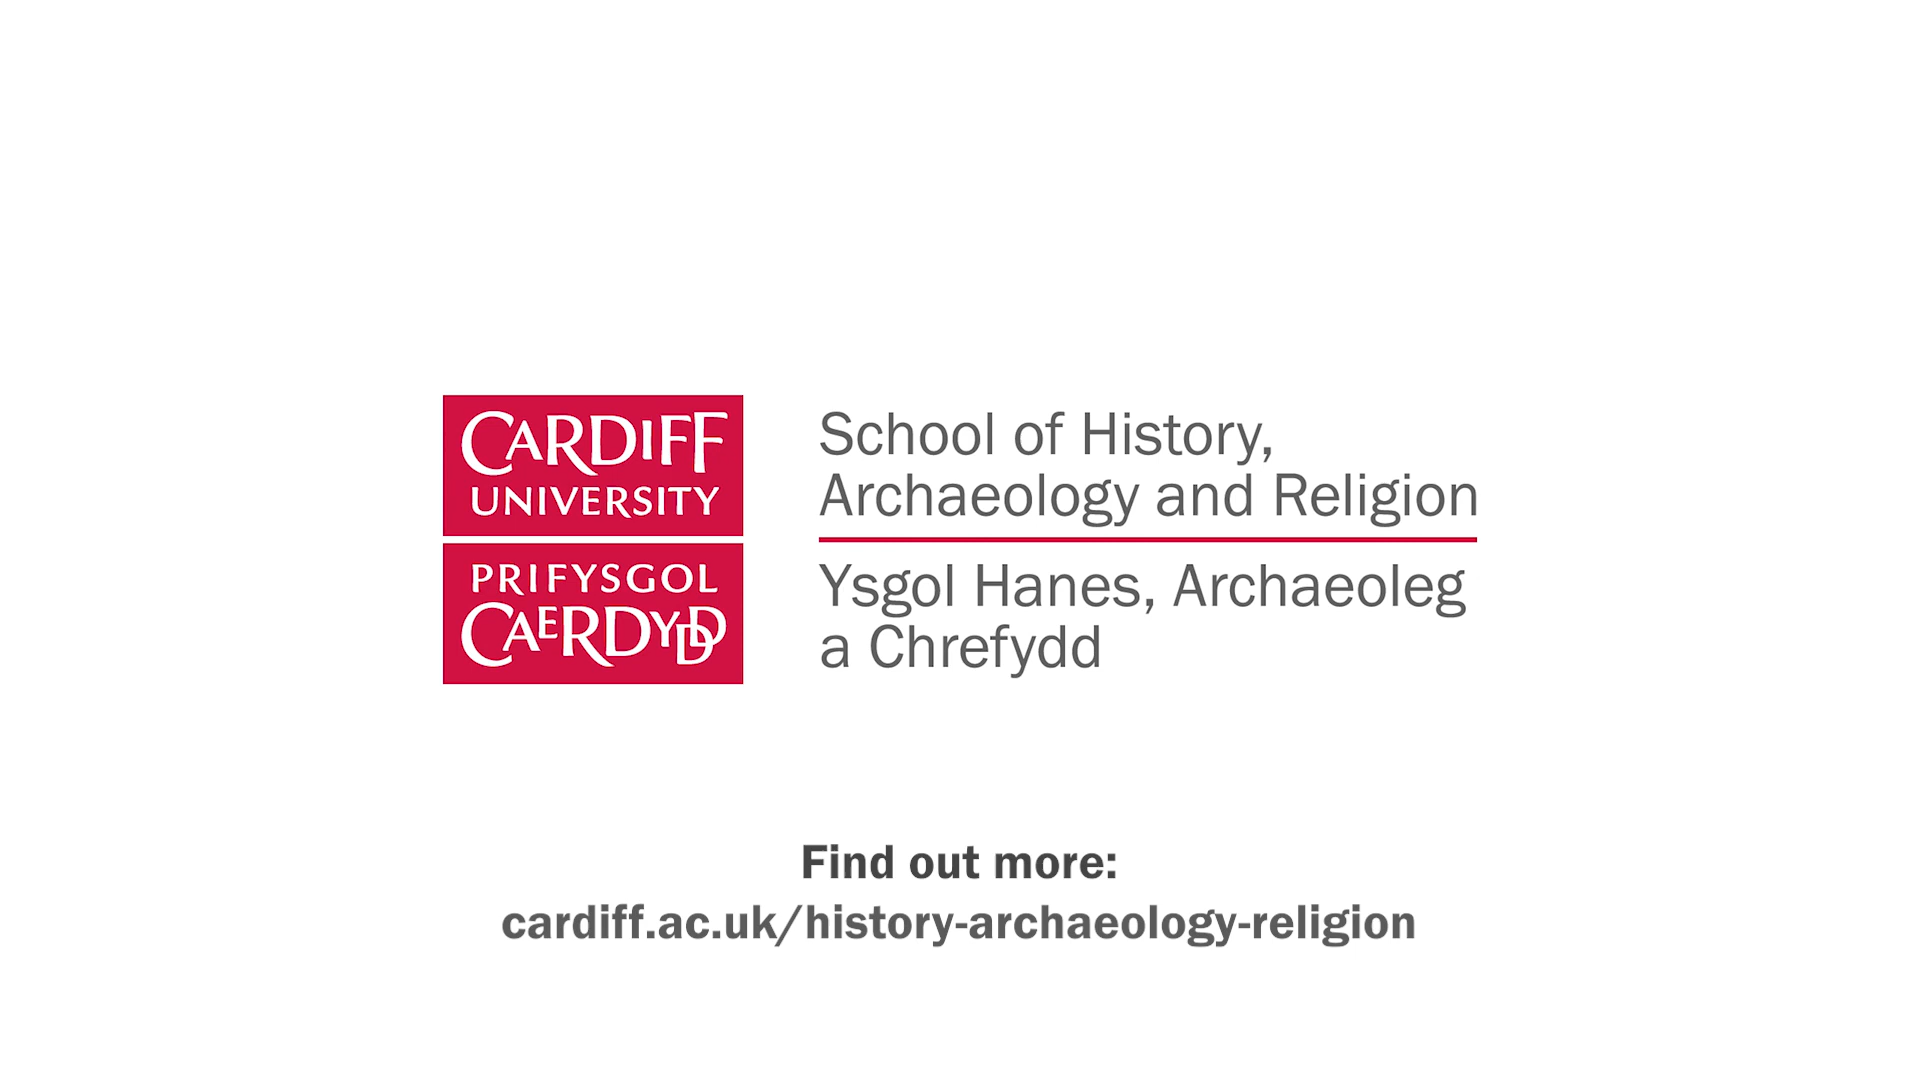 CARDIFF
UNIVERSITY
PRIFYSGOL
CAERDYDD
School of History,
Archaeology and Religion
Ysgol Hanes, Archaeoleg
a Chrefydd
Find out more:
cardiff.ac.uk/history-archaeology-religion